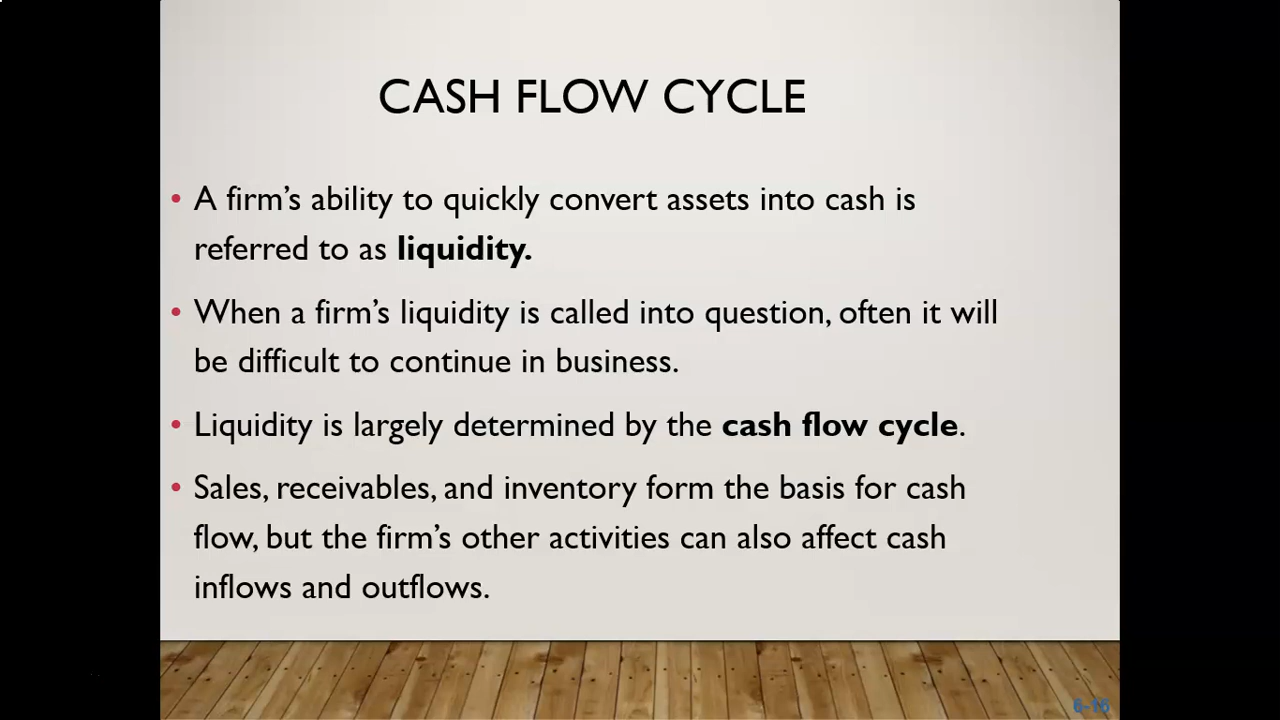 CASH FLOW CYCLE
• A firm’s ability to quickly convert assets into cash is
referred to as liquidity.
• When a firm’s liquidity is called into question, often it will
be difficult to continue in business.
• Liquidity is largely determined by the cash flow cycle.
• Sales, receivables, and inventory form the basis for cash
flow, but the firm’s other activities can also affect cash
inflows and outflows.
6-16